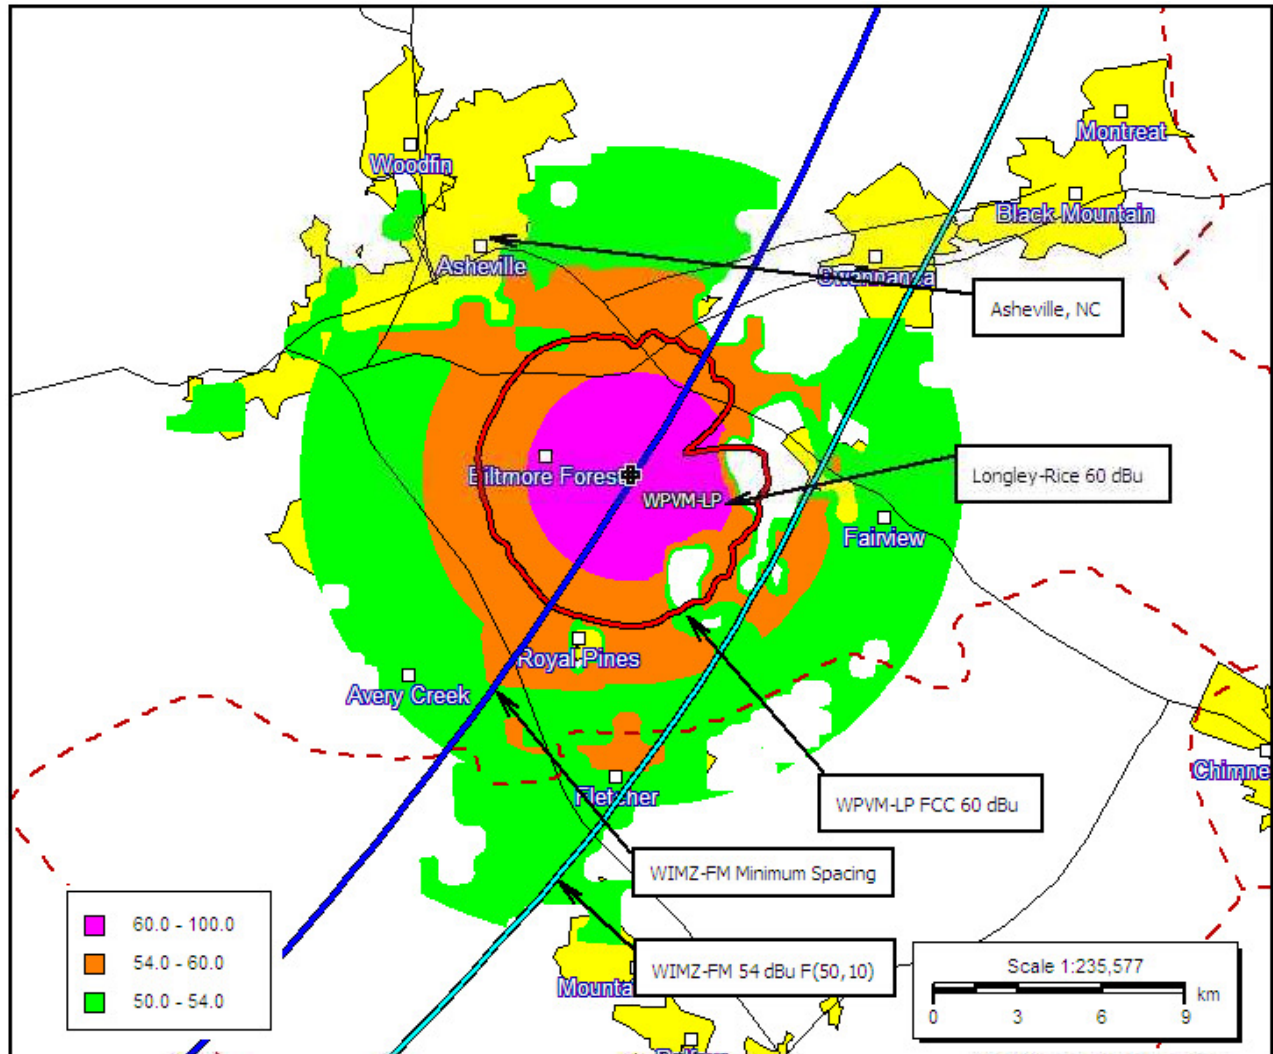 Montreat
Woodfin
Black Mountain
Asheville
Swannanoa
Asheville, NC
Biltmore Forest
WPVM-LP
Longley-Rice 60 dBu
Fairview
Royal Pines
Avery Creek
Chimne
Fletcher
WPVM-LP FCC 60 dBu
WIMZ-FM Minimum Spacing
60.0 - 100.0
54.0 - 60.0
50.0 - 54.0
WIMZ-FM 54 dBu F(50,10)
Mounta
Scale 1:235,577
km
0 3 6 9